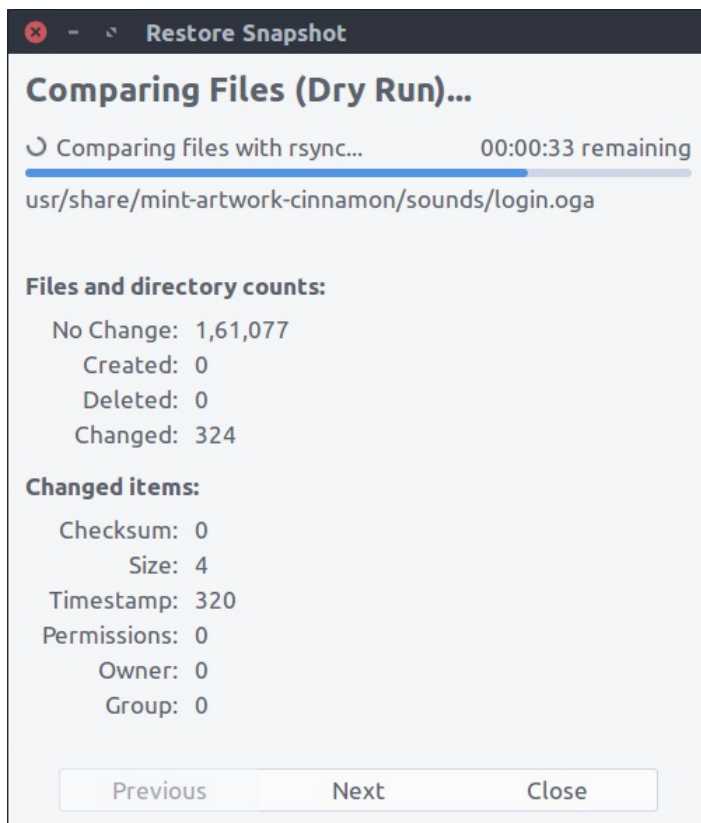 Restore Snapshot
Comparing Files (Dry Run)...
Comparing files with rsync... 00:00:33 remaining
usr/share/mint-artwork-cinnamon/sounds/login.oga
Files and directory counts:
No Change: 1,61,077
Created: 0
Deleted: 0
Changed: 324
Changed items:
Checksum: 0
Size: 4
Timestamp: 320
Permissions: 0
Owner: 0
Group: 0
Previous Next Close